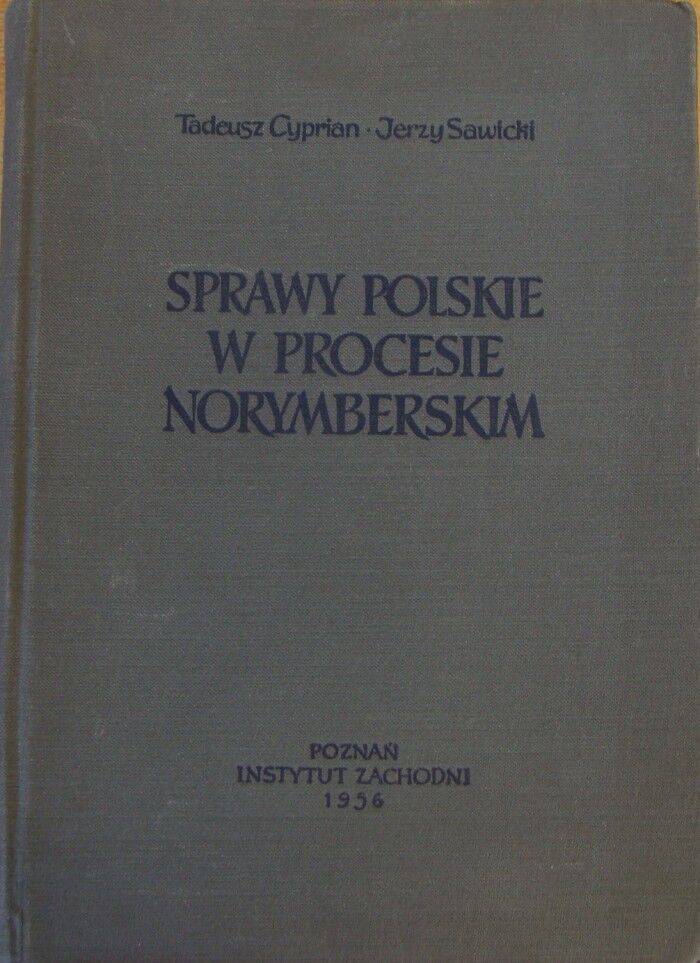 Tadeusz Cyprian · Jerzy Sawicki
SPRAWY POLSKIE
W PROCESIE
NORYMBERSKIM
POZNAŃ
INSTYTUT ZACHODNI
1956